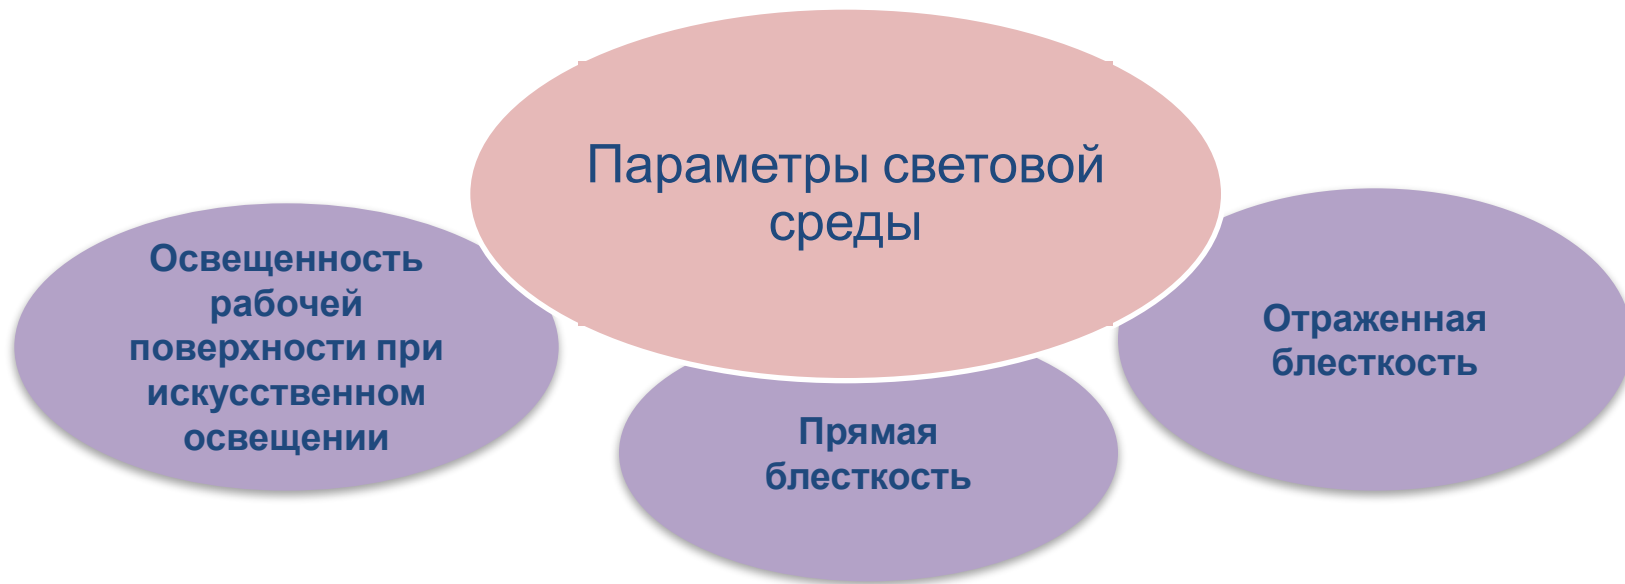 Параметры световой
среды
Освещенность
рабочей
поверхности при
искусственном
освещении
Прямая
блесткость
Отраженная
блесткость